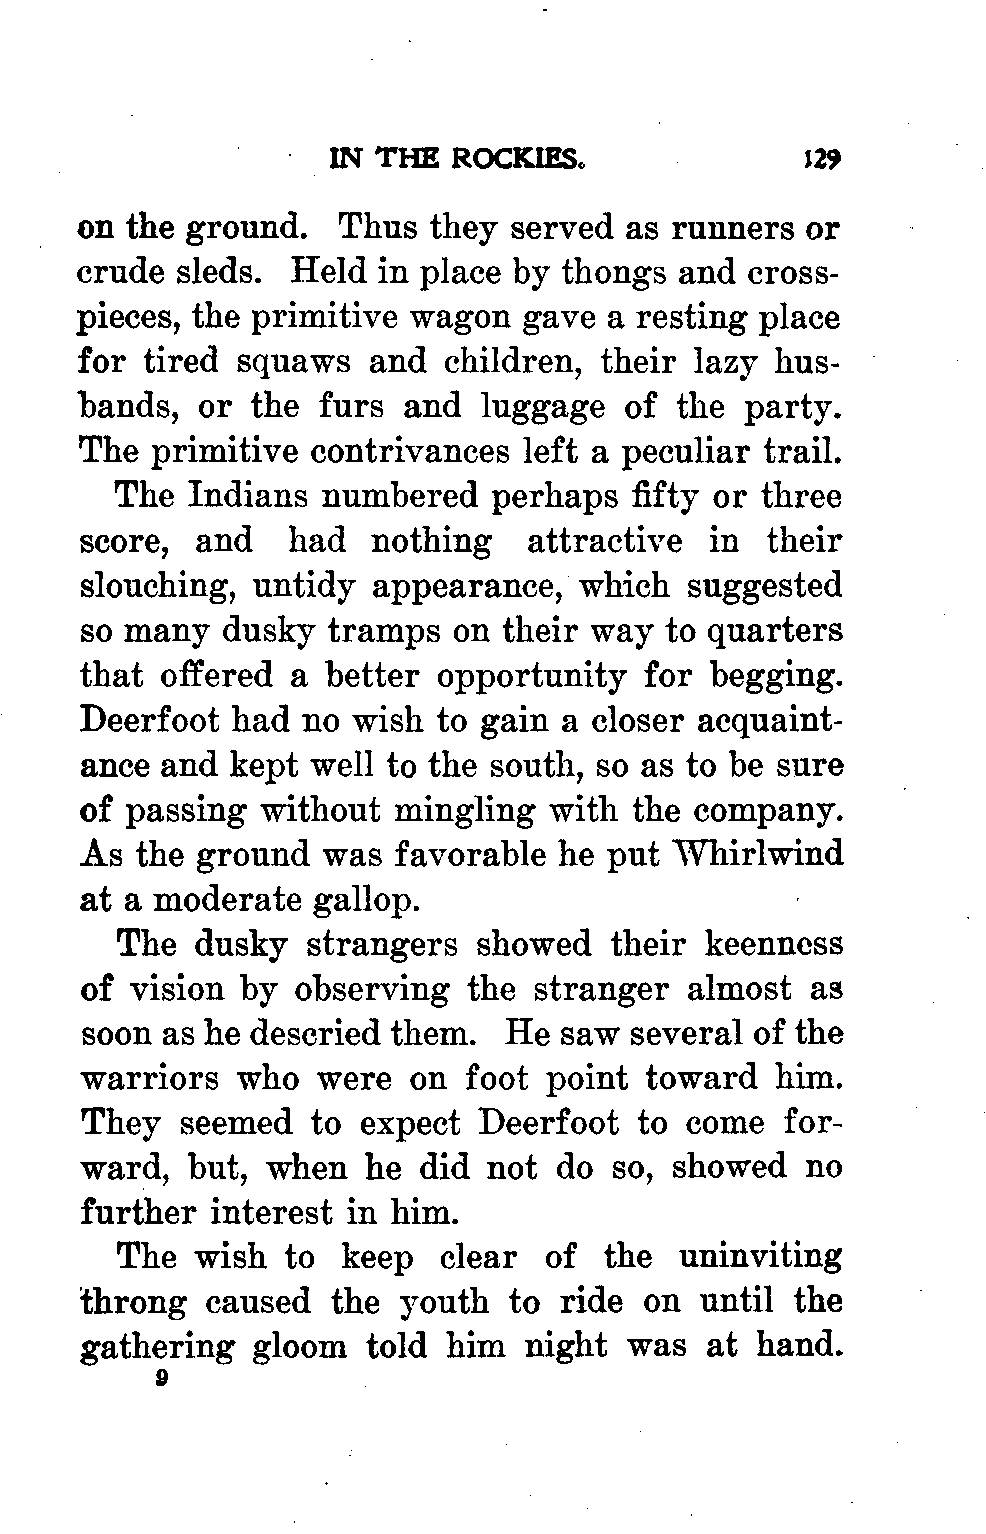 IN THE ROCKIES. 129
on the ground. Thus they served as runners or
crude sleds. Held in place by thongs and cross-
pieces, the primitive wagon gave a resting place
for tired squaws and children, their lazy hus-
bands, or the furs and luggage of the party.
The primitive contrivances left a peculiar trail.
The Indians numbered perhaps fifty or three
score, and had nothing attractive in their
slouching, untidy appearance, which suggested
so many dusky tramps on their way to quarters
that offered a better opportunity for begging.
Deerfoot had no wish to gain a closer acquaint-
ance and kept well to the south, so as to be sure
of passing without mingling with the company.
As the ground was favorable he put Whirlwind
at a moderate gallop.
The dusky strangers showed their keenness
of vision by observing the stranger almost as
soon as he descried them. He saw several of the
warriors who were on foot point toward him.
They seemed to expect Deerfoot to come for-
ward, but, when he did not do so, showed no
further interest in him.
The wish to keep clear of the uninviting
throng caused the youth to ride on until the
gathering gloom told him night was at hand.
9